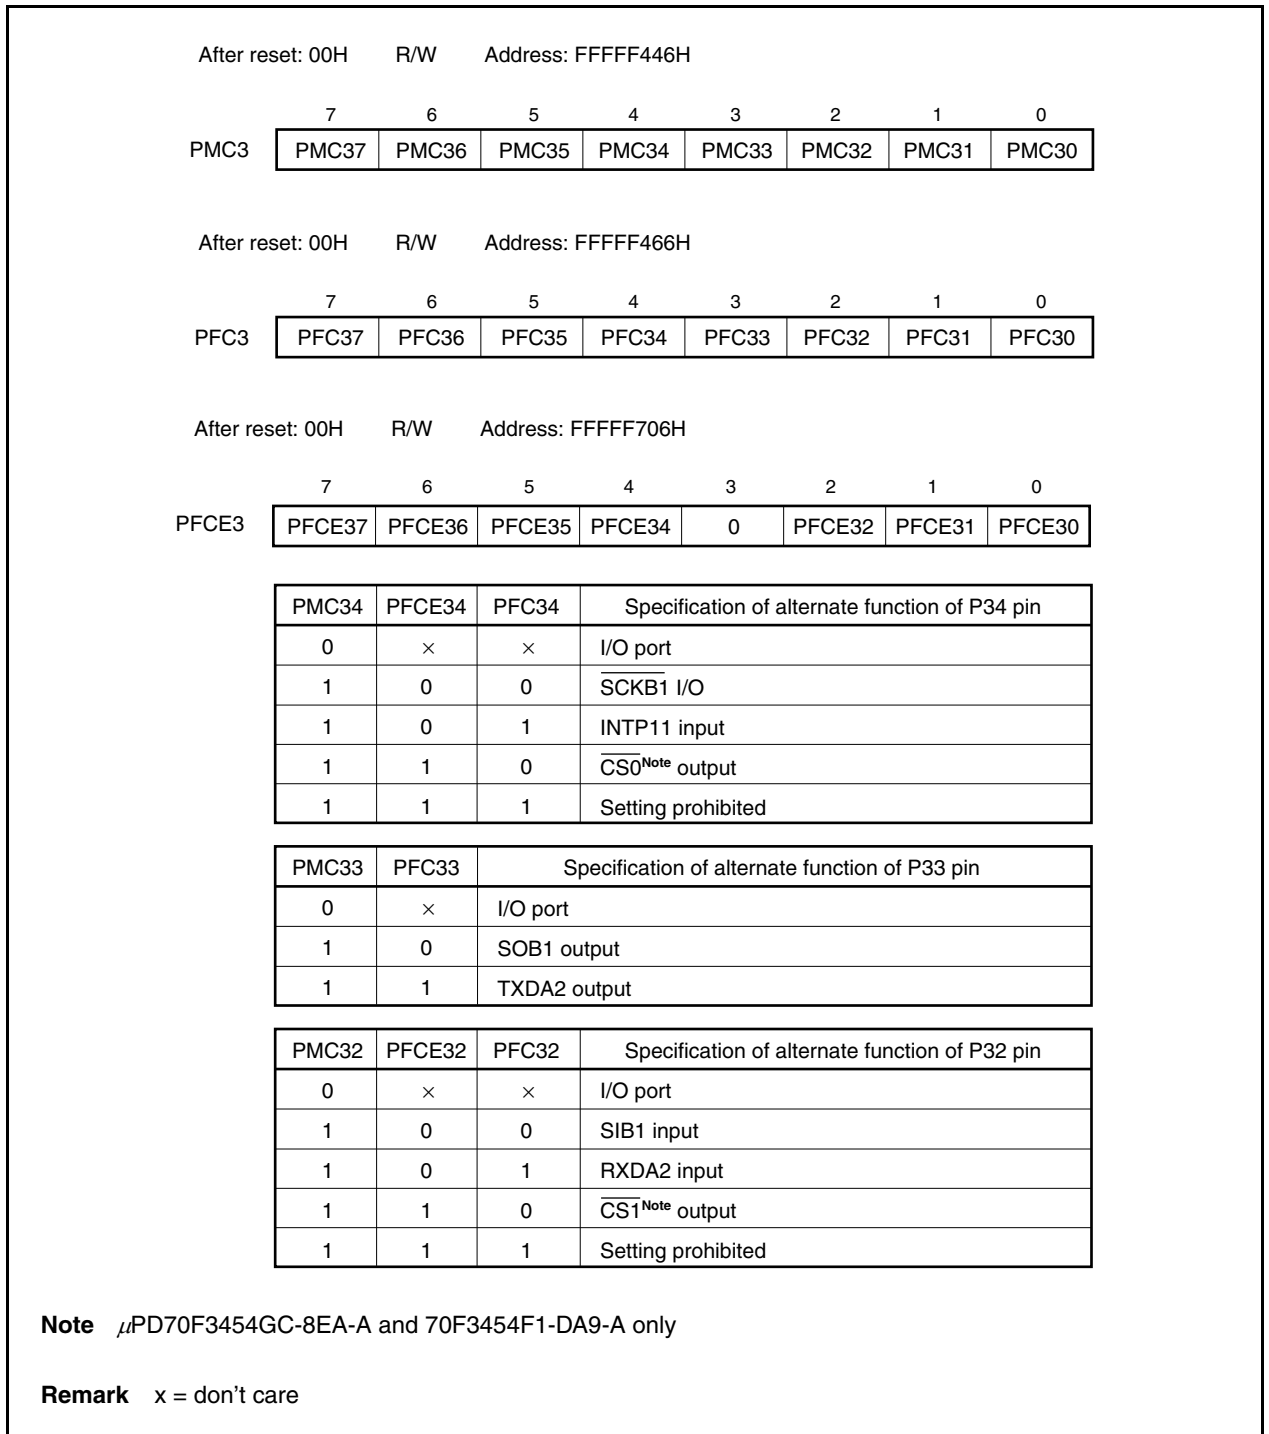 After reset: 00H R/W Address: FFFFF446H
7 6 5 4 3 2 1 0
PMC3 PMC37 PMC36 PMC35 PMC34 PMC33 PMC32 PMC31 PMC30
After reset: 00H R/W Address: FFFFF466H
7 6 5 4 3 2 1 0
PFC3 PFC37 PFC36 PFC35 PFC34 PFC33 PFC32 PFC31 PFC30
After reset: 00H R/W Address: FFFFF706H
7 6 5 4 3 2 1 0
PFCE3 PFCE37 PFCE36 PFCE35 PFCE34 0 PFCE32 PFCE31 PFCE30
PMC34 PFCE34 PFC34 Specification of alternate function of P34 pin
0 × × I/O port
1 0 0 S̅C̅K̅B̅1̅ I/O
1 0 1 INTP11 input
1 1 0 C̅S̅0̅ Note output
1 1 1 Setting prohibited
PMC33 PFC33 Specification of alternate function of P33 pin
0 × I/O port
1 0 SOB1 output
1 1 TXDA2 output
PMC32 PFCE32 PFC32 Specification of alternate function of P32 pin
0 × × I/O port
1 0 0 SIB1 input
1 0 1 RXDA2 input
1 1 0 C̅S̅1̅ Note output
1 1 1 Setting prohibited
Note μPD70F3454GC-8EA-A and 70F3454F1-DA9-A only
Remark x = don't care